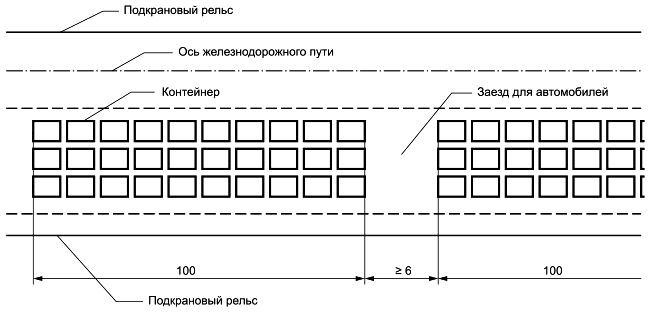 Подкрановый рельс
Ось железнодорожного пути
Контейнер
Заезд для автомобилей
100
≥ 6
100
Подкрановый рельс